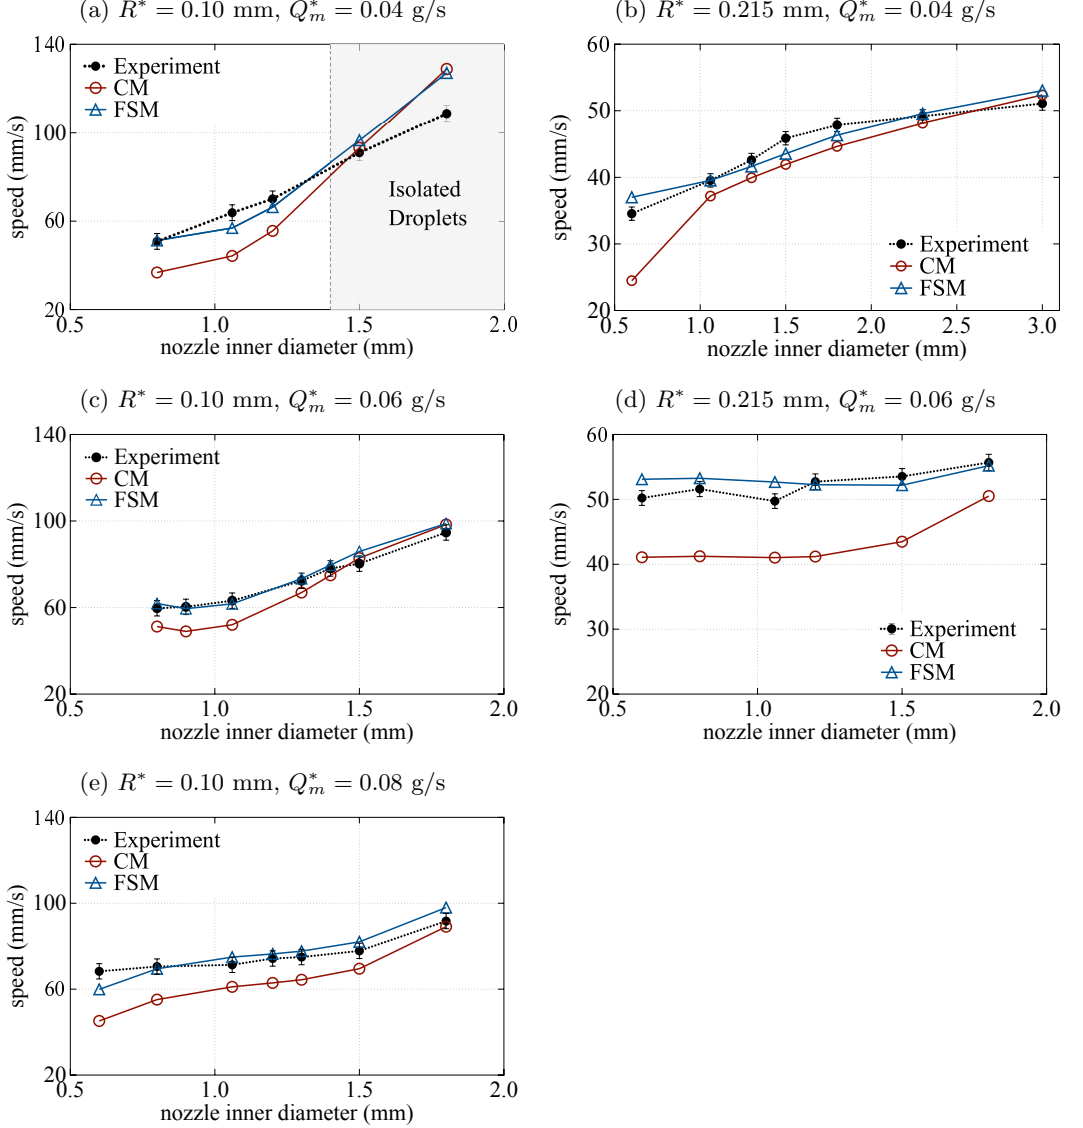 (a) R* = 0.10 mm, Q*m = 0.04 g/s
140
100
60
20
speed (mm/s)
Experiment
CM
FSM
Isolated
Droplets
0.5 1.0 1.5 2.0
nozzle inner diameter (mm)
(b) R* = 0.215 mm, Q*m = 0.04 g/s
60
50
40
30
20
speed (mm/s)
Experiment
CM
FSM
0.5 1.0 1.5 2.0 2.5 3.0
nozzle inner diameter (mm)
(c) R* = 0.10 mm, Q*m = 0.06 g/s
140
100
60
20
speed (mm/s)
Experiment
CM
FSM
0.5 1.0 1.5 2.0
nozzle inner diameter (mm)
(d) R* = 0.215 mm, Q*m = 0.06 g/s
60
50
40
30
20
speed (mm/s)
Experiment
CM
FSM
0.5 1.0 1.5 2.0
nozzle inner diameter (mm)
(e) R* = 0.10 mm, Q*m = 0.08 g/s
140
100
60
20
speed (mm/s)
Experiment
CM
FSM
0.5 1.0 1.5 2.0
nozzle inner diameter (mm)